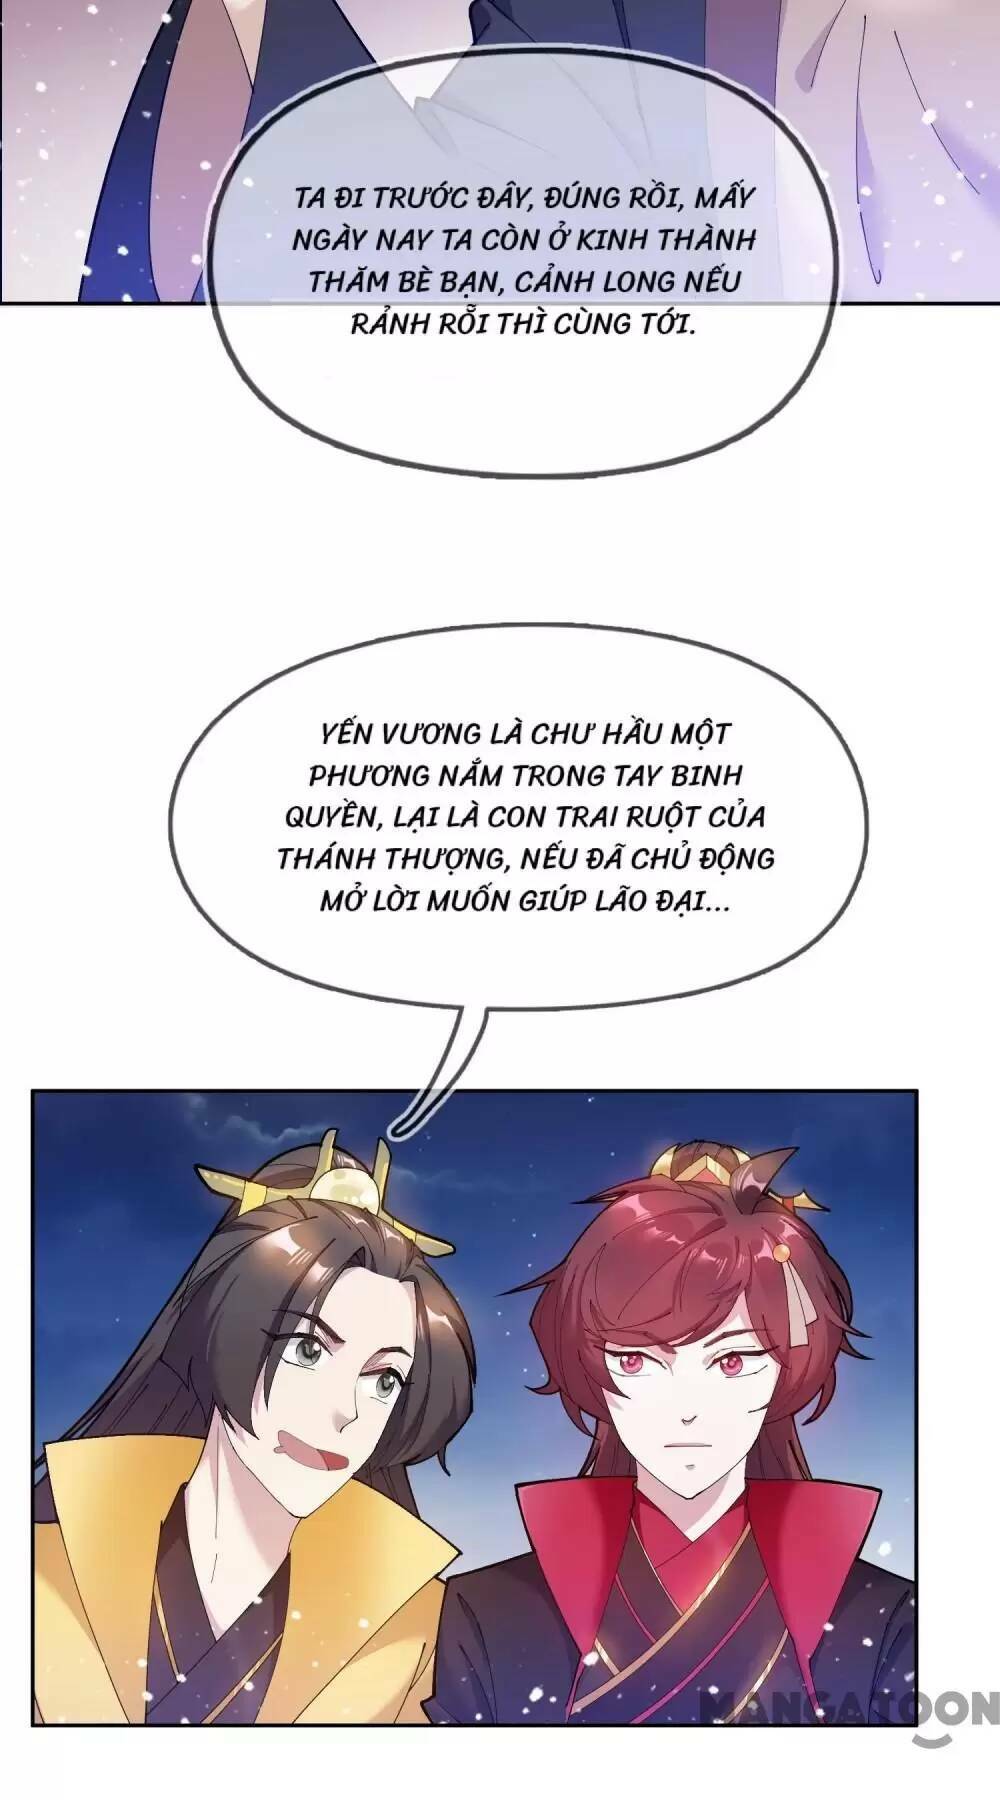 TA ĐI TRƯỚC ĐÂY, ĐÚNG RỒI, MẤY
NGÀY NAY TA CÒN Ở KINH THÀNH
THĂM BÈ BẠN, CẢNH LONG NẾU
RẢNH RỖI THÌ CÙNG TỚI.
YẾN VƯƠNG LÀ CHƯ HẦU MỘT
PHƯƠNG NẮM TRONG TAY BINH
QUYỀN, LẠI LÀ CON TRAI RUỘT CỦA
THÁNH THƯỢNG, NẾU ĐÃ CHỦ ĐỘNG
MỞ LỜI MUỐN GIÚP LÃO ĐẠI...
MANGATOON